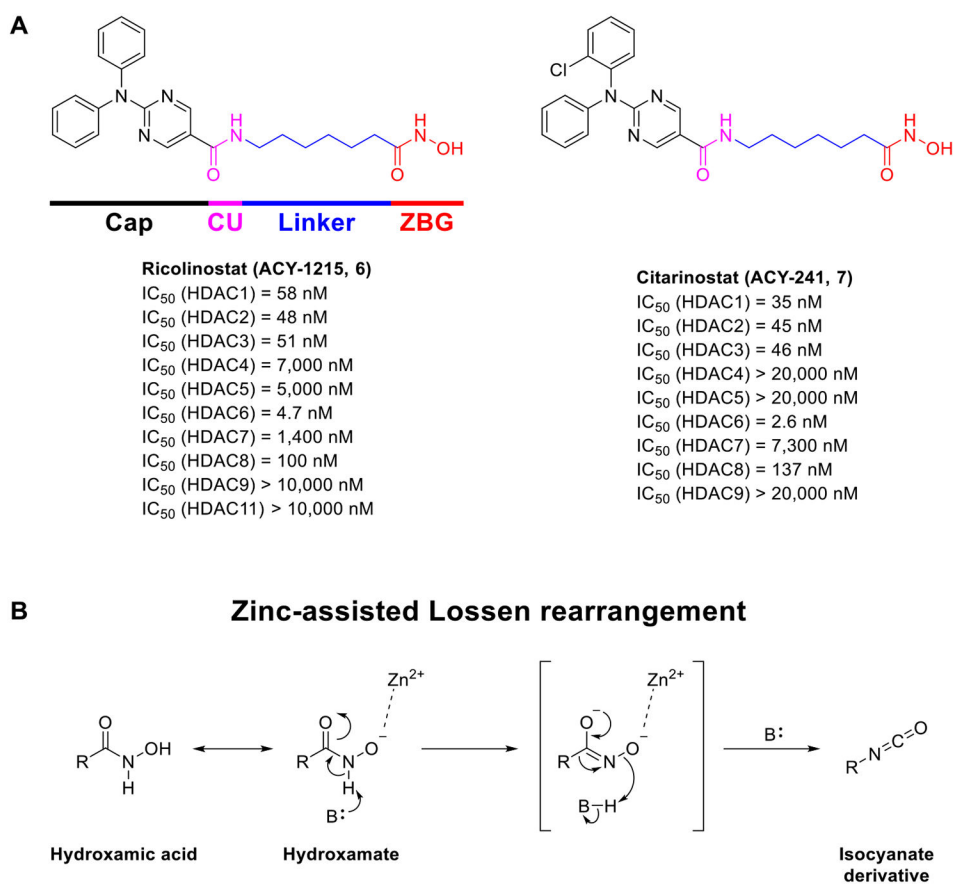 A
N
N
N
H
N
O
H
N
OH
O
Cl
N
N
N
H
N
O
H
N
OH
O
Cap CU Linker ZBG
Ricolinostat (ACY-1215, 6)
IC50 (HDAC1) = 58 nM
IC50 (HDAC2) = 48 nM
IC50 (HDAC3) = 51 nM
IC50 (HDAC4) = 7,000 nM
IC50 (HDAC5) = 5,000 nM
IC50 (HDAC6) = 4.7 nM
IC50 (HDAC7) = 1,400 nM
IC50 (HDAC8) = 100 nM
IC50 (HDAC9) > 10,000 nM
IC50 (HDAC11) > 10,000 nM
Citarinostat (ACY-241, 7)
IC50 (HDAC1) = 35 nM
IC50 (HDAC2) = 45 nM
IC50 (HDAC3) = 46 nM
IC50 (HDAC4) > 20,000 nM
IC50 (HDAC5) > 20,000 nM
IC50 (HDAC6) = 2.6 nM
IC50 (HDAC7) = 7,300 nM
IC50 (HDAC8) = 137 nM
IC50 (HDAC9) > 20,000 nM
B
Zinc-assisted Lossen rearrangement
O
R
N
OH
H
Zn2+
O
R
N
O−
H
B:
Zn2+
O−
R
N
O−
B−H
B:
R
N
C
O
Hydroxamic acid
Hydroxamate
Isocyanate
derivative